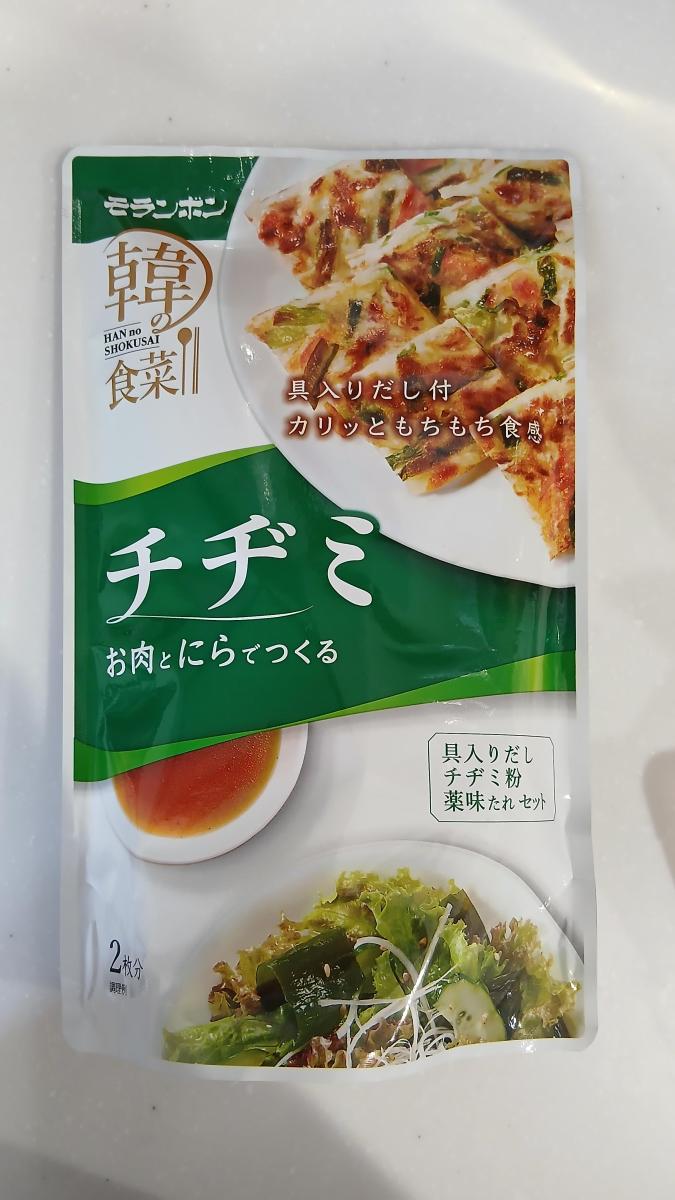 モランボン
韓の
HAN no
SHOKUSAI
食菜
具入りだし付
カリッともちもち食感
チヂミ
お肉とにらでつくる
具入りだし
チヂミ粉
薬味たれセット
2枚分
調理例